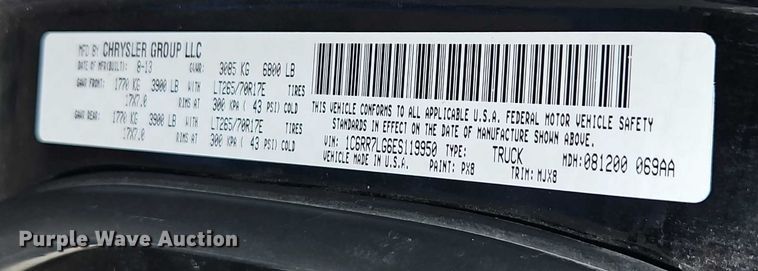 MFD BY CHRYSLER GROUP LLC
DATE OF MFR(BUILT): 8-13 GVWR: 3085 KG 6800 LB
GAWR FRONT: 1770 KG 3900 LB WITH LT265/70R17E TIRES
17X7.0 RIMS AT 300 KPA ( 43 PSI) COLD
GAWR REAR: 1770 KG 3900 LB WITH LT265/70R17E TIRES
17X7.0 RIMS AT 300 KPA ( 43 PSI) COLD
THIS VEHICLE CONFORMS TO ALL APPLICABLE U.S.A. FEDERAL MOTOR VEHICLE SAFETY
STANDARDS IN EFFECT ON THE DATE OF MANUFACTURE SHOWN ABOVE.
VIN: 1C6RR7LG6ES119950 TYPE: TRUCK MDH:081200 069AA
VEHICLE MADE IN U.S.A. PAINT: PX8 TRIM: MJX8
Purple Wave Auction